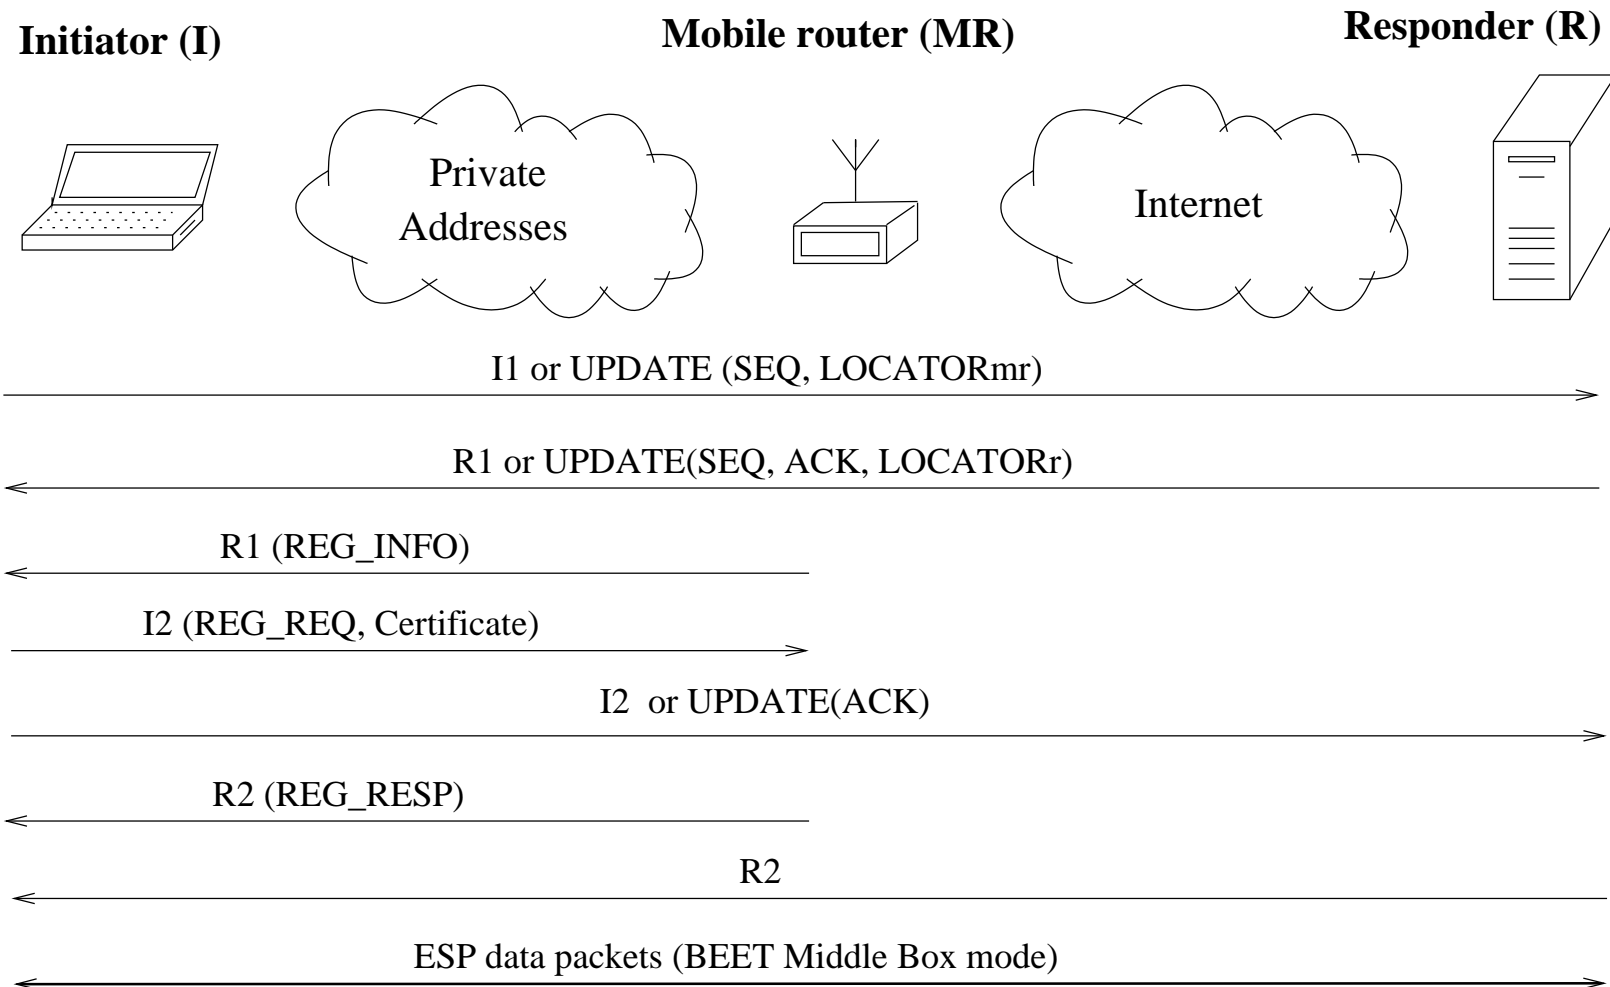 Initiator (I)
Mobile router (MR)
Responder (R)
Private
Addresses
Internet
I1 or UPDATE (SEQ, LOCATORmr)
R1 or UPDATE(SEQ, ACK, LOCATORr)
R1 (REG_INFO)
I2 (REG_REQ, Certificate)
I2 or UPDATE(ACK)
R2 (REG_RESP)
R2
ESP data packets (BEET Middle Box mode)